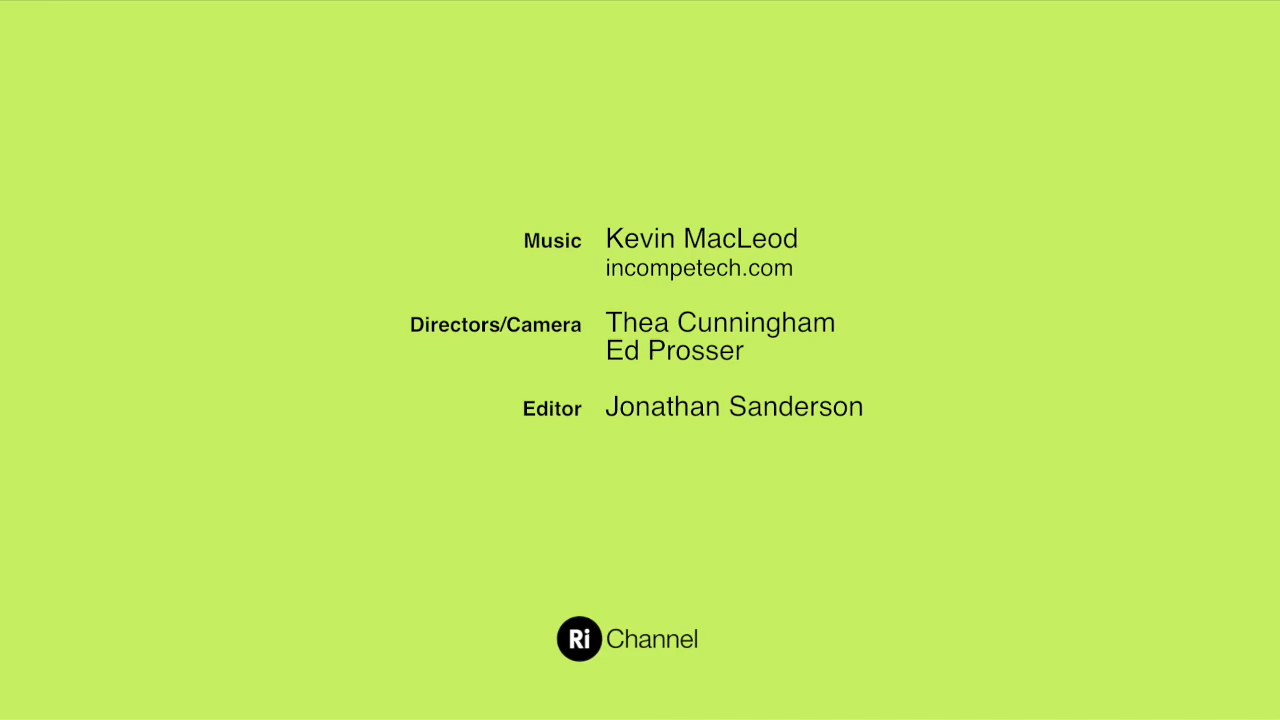 Music Kevin MacLeod
incompetech.com
Directors/Camera Thea Cunningham
Ed Prosser
Editor Jonathan Sanderson
Ri Channel